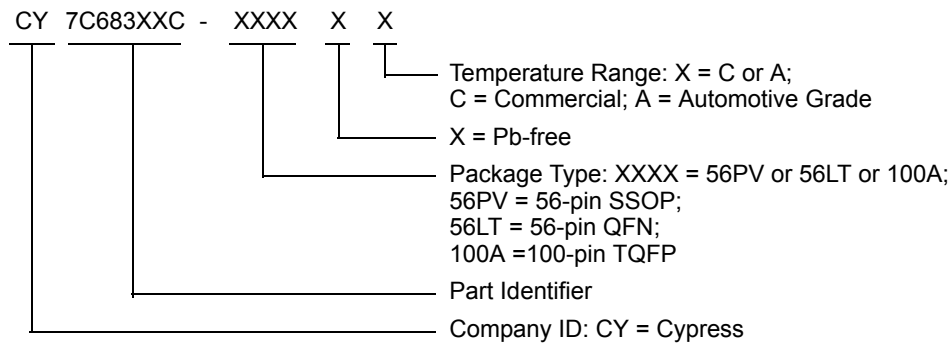 CY 7C683XXC - XXXX X X
Temperature Range: X = C or A;
C = Commercial; A = Automotive Grade
X = Pb-free
Package Type: XXXX = 56PV or 56LT or 100A;
56PV = 56-pin SSOP;
56LT = 56-pin QFN;
100A =100-pin TQFP
Part Identifier
Company ID: CY = Cypress